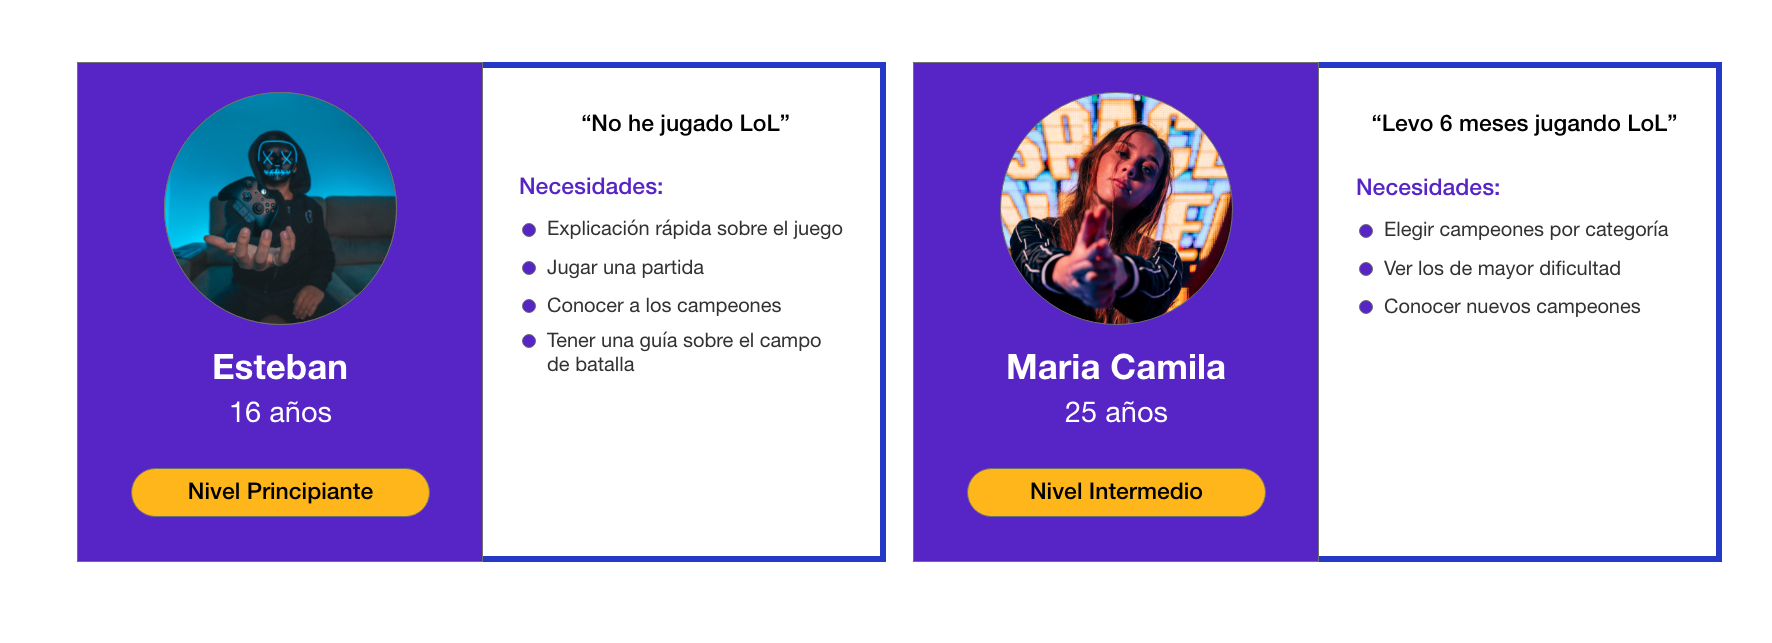 Esteban
16 años
Nivel Principiante
“No he jugado LoL”
Necesidades:
Explicación rápida sobre el juego
Jugar una partida
Conocer a los campeones
Tener una guía sobre el campo
de batalla
Maria Camila
25 años
Nivel Intermedio
“Levo 6 meses jugando LoL”
Necesidades:
Elegir campeones por categoría
Ver los de mayor dificultad
Conocer nuevos campeones